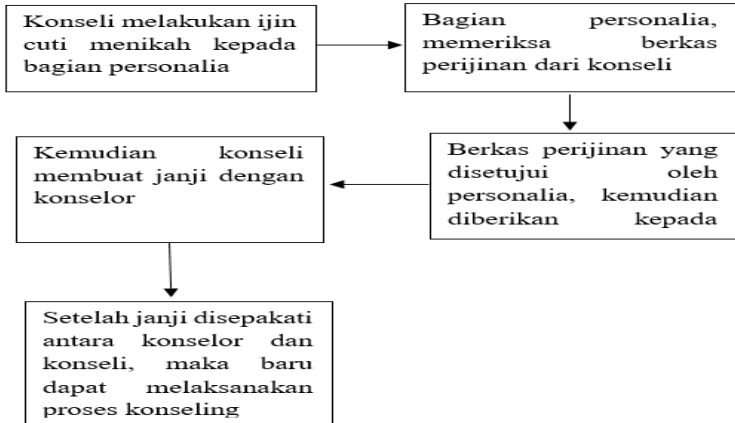 Konseli melakukan ijin
cuti menikah kepada
bagian personalia
Bagian personalia,
memeriksa berkas
perijinan dari konseli
Berkas perijinan yang
disetujui oleh
personalia, kemudian
diberikan kepada
Kemudian konseli
membuat janji dengan
konselor
Setelah janji disepakati
antara konselor dan
konseli, maka baru
dapat melaksanakan
proses konseling